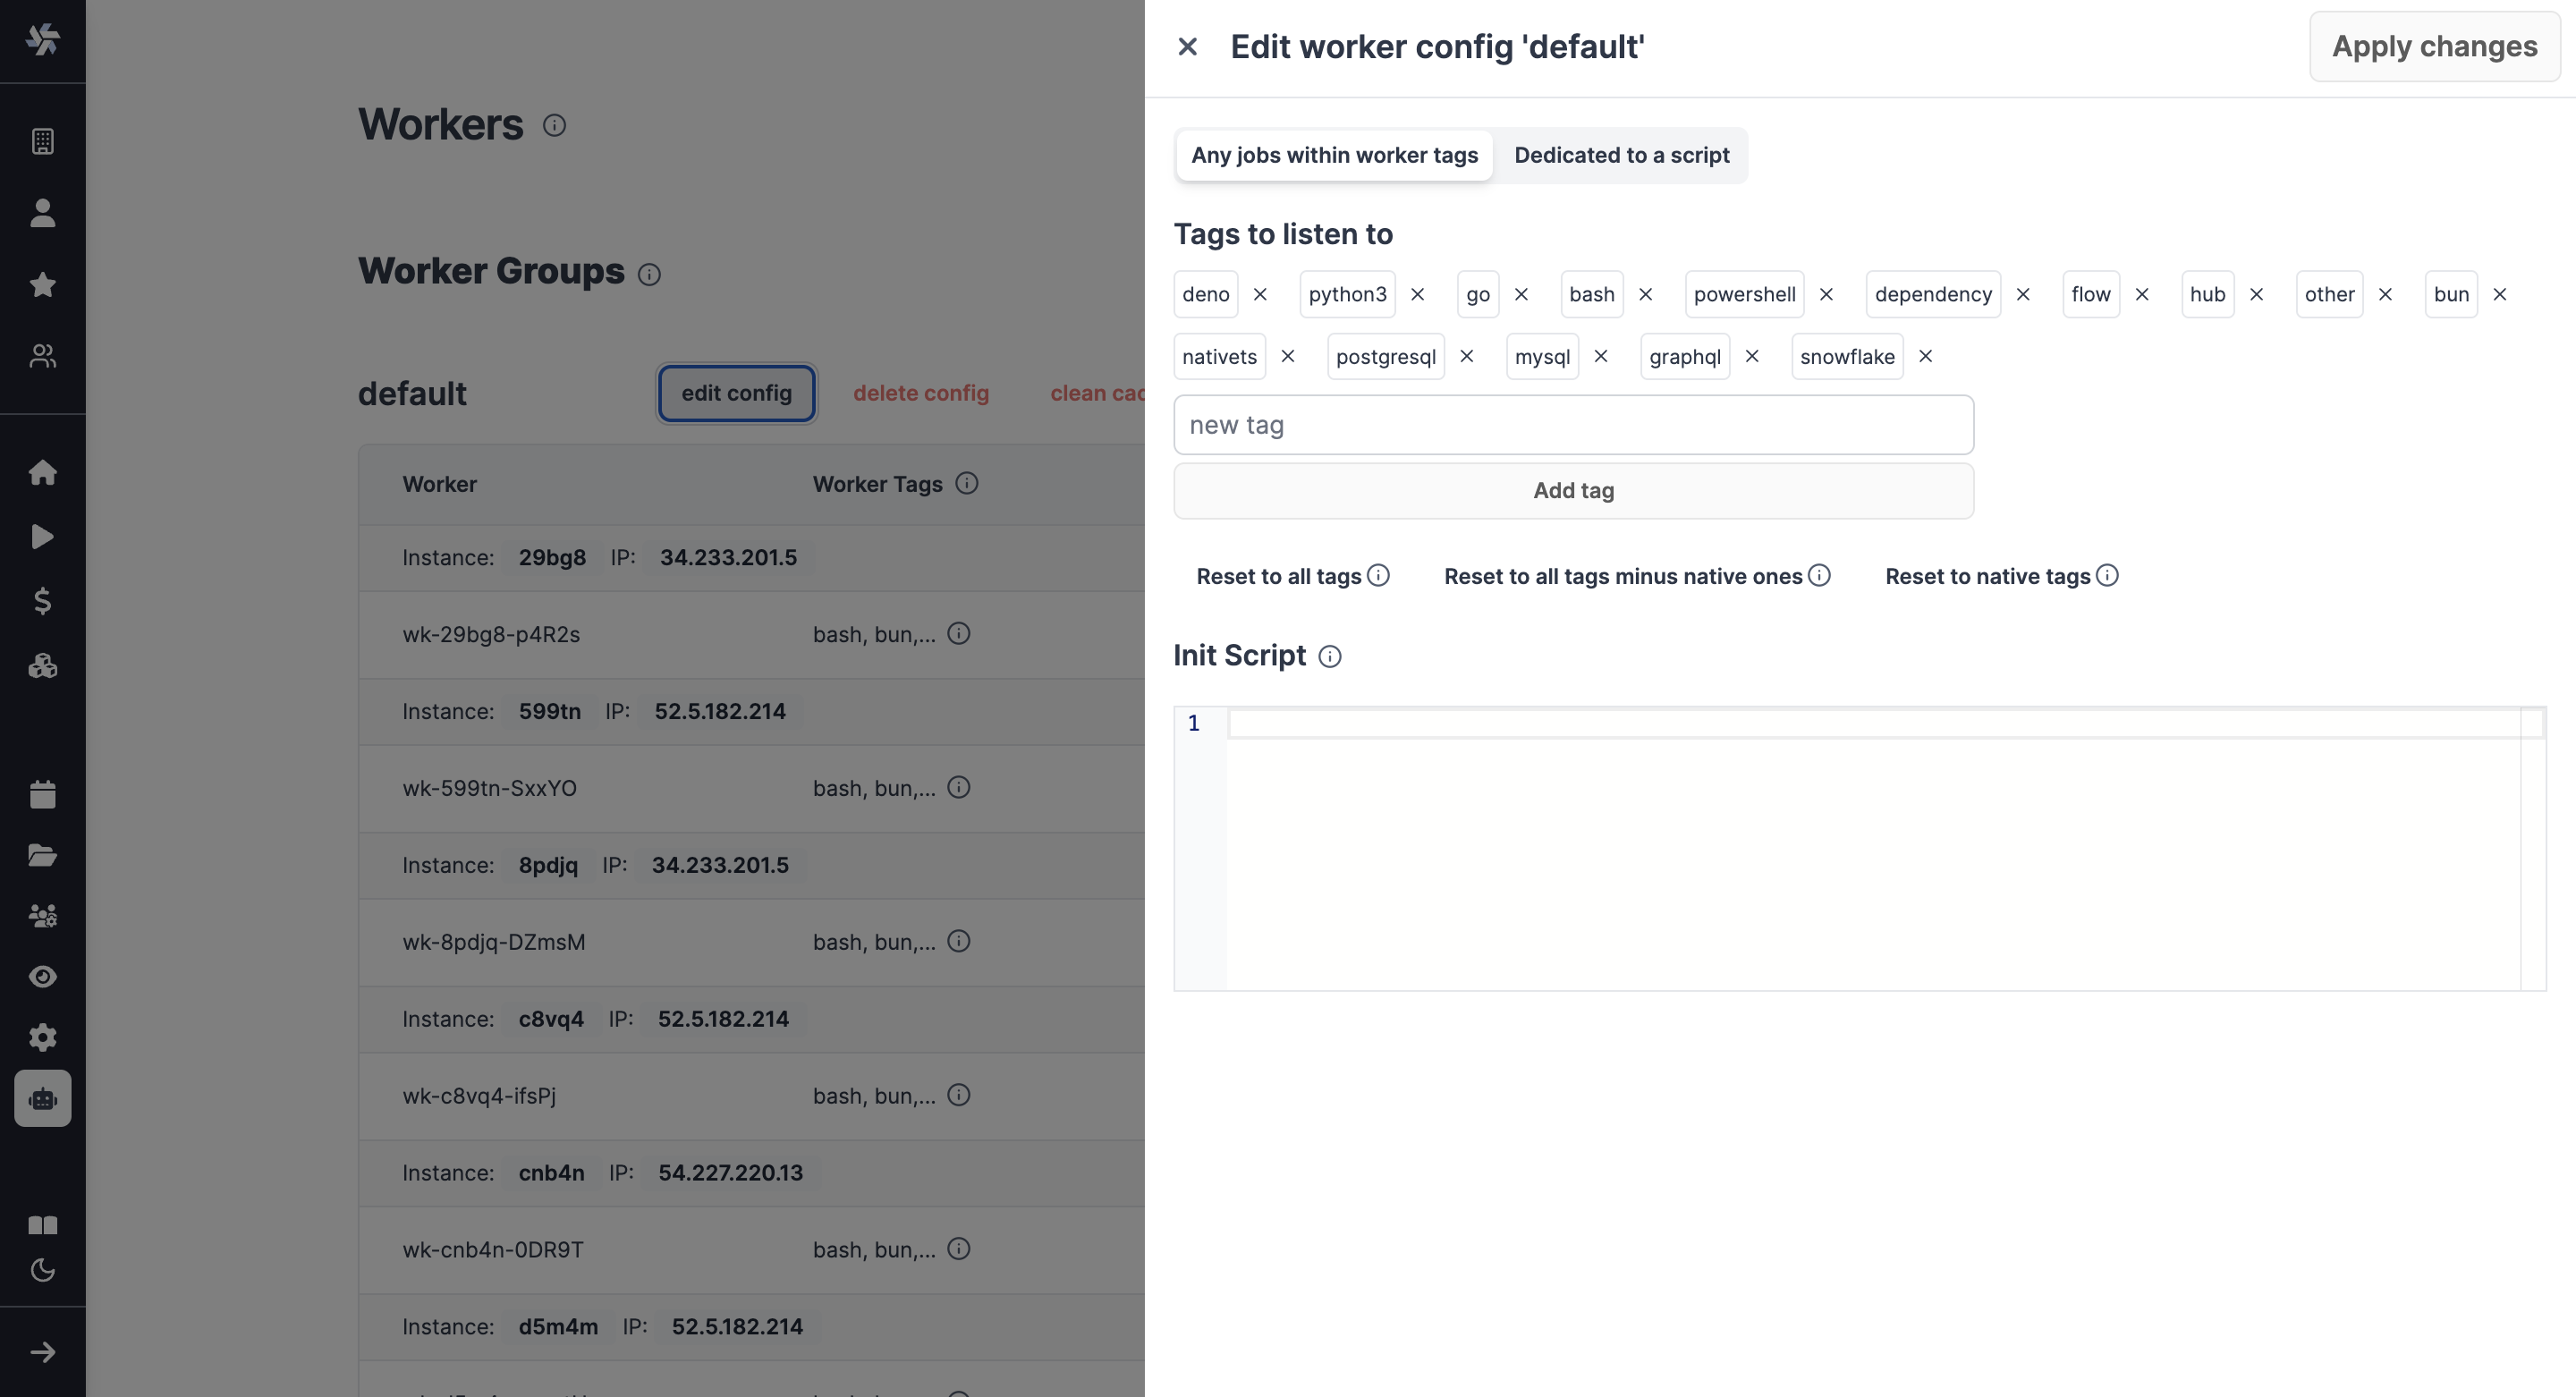 Workers
Worker Groups
default edit config delete config clean cac
Worker Worker Tags
Instance: 29bg8 IP: 34.233.201.5
wk-29bg8-p4R2s bash, bun,...
Instance: 599tn IP: 52.5.182.214
wk-599tn-SxxYO bash, bun,...
Instance: 8pdjq IP: 34.233.201.5
wk-8pdjq-DZmsM bash, bun,...
Instance: c8vq4 IP: 52.5.182.214
wk-c8vq4-ifsPj bash, bun,...
Instance: cnb4n IP: 54.227.220.13
wk-cnb4n-0DR9T bash, bun,...
Instance: d5m4m IP: 52.5.182.214
Edit worker config 'default' Apply changes
Any jobs within worker tags Dedicated to a script
Tags to listen to
deno python3 go bash powershell dependency flow hub other bun
nativets postgresql mysql graphql snowflake
new tag
Add tag
Reset to all tags Reset to all tags minus native ones Reset to native tags
Init Script
1